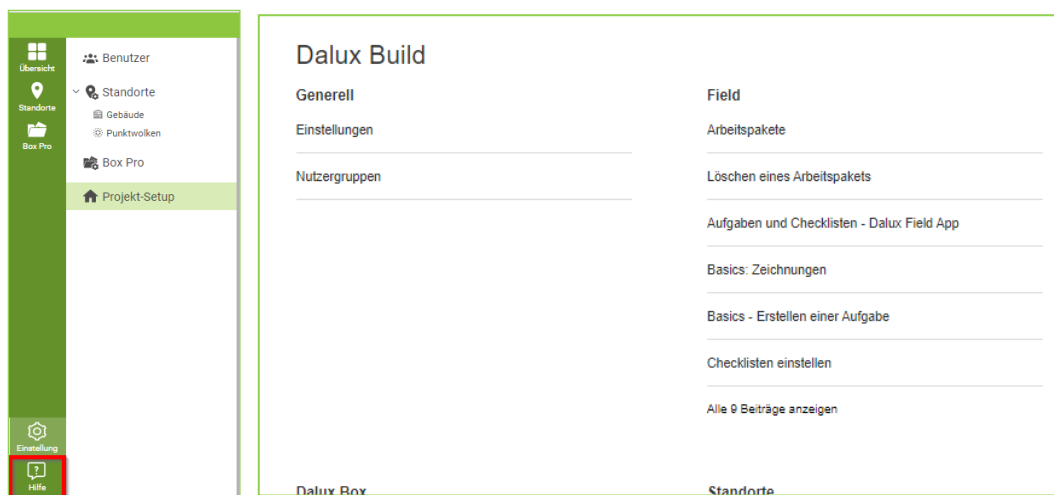 Übersicht
Standorte
Box Pro
Einstellung
Hilfe
Benutzer
Standorte
Gebäude
Punktwolken
Box Pro
Projekt-Setup
Dalux Build
Generell
Einstellungen
Nutzergruppen
Field
Arbeitspakete
Löschen eines Arbeitspakets
Aufgaben und Checklisten - Dalux Field App
Basics: Zeichnungen
Basics - Erstellen einer Aufgabe
Checklisten einstellen
Alle 9 Beiträge anzeigen
Dalux Box
Standorte